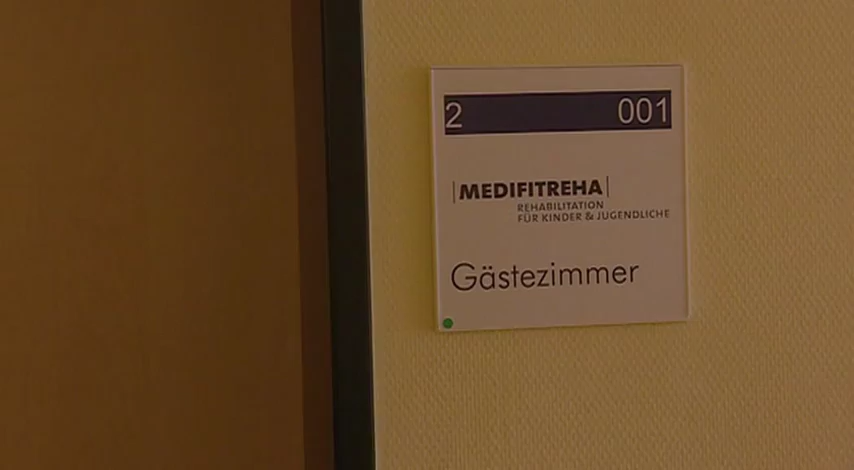 2 001
MEDIFITREHA
REHABILITATION
FÜR KINDER & JUGENDLICHE
Gästezimmer